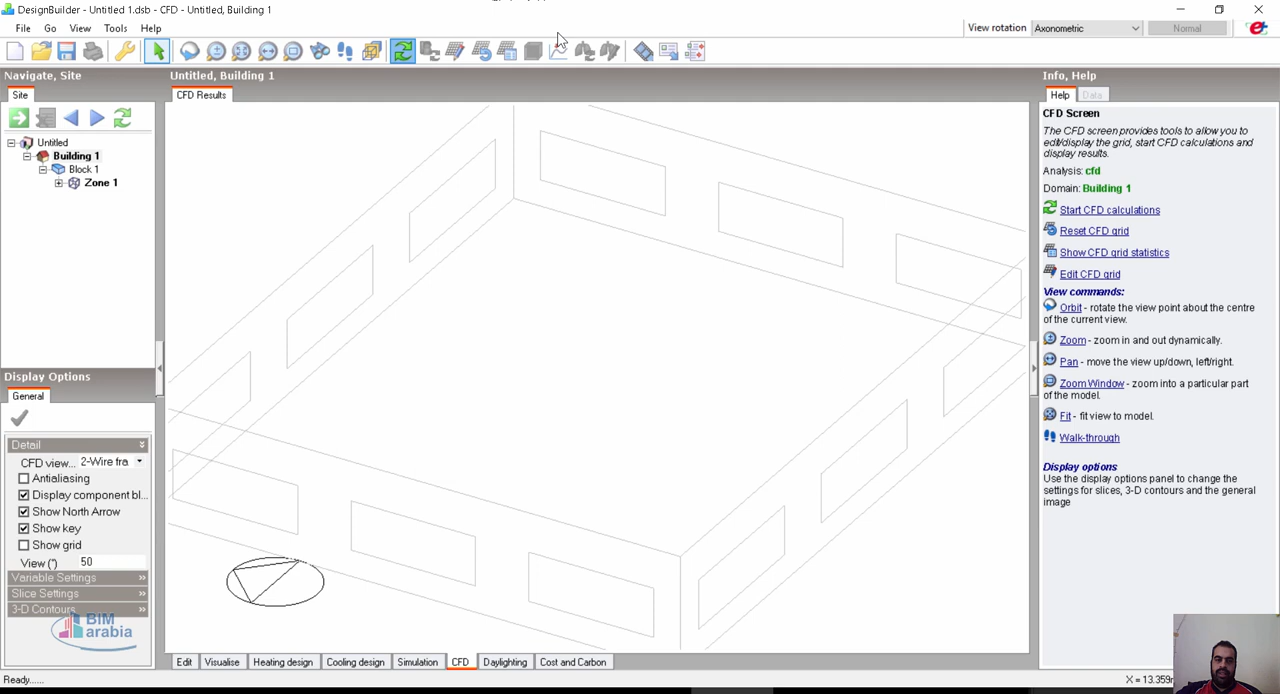 DesignBuilder - Untitled 1.dsb - CFD - Untitled, Building 1
File Go View Tools Help
View rotation Axonometric Normal
Navigate, Site
Untitled, Building 1
Info, Help
Site
CFD Results
Help Data
Untitled
Building 1
Block 1
Zone 1
CFD Screen
The CFD screen provides tools to allow you to
edit/display the grid, start CFD calculations and
display results.
Analysis: cfd
Domain: Building 1
Start CFD calculations
Reset CFD grid
Show CFD grid statistics
Edit CFD grid
View commands:
Orbit - rotate the view point about the centre
of the current view.
Zoom - zoom in and out dynamically.
Pan - move the view up/down, left/right.
Zoom Window - zoom into a particular part
of the model.
Fit - fit view to model.
Walk-through
Display options
Use the display options panel to change the
settings for slices, 3-D contours and the general
image
Display Options
General
Detail
CFD view... 2-Wire fra
Antialiasing
Display component bl...
Show North Arrow
Show key
Show grid
View (°) 50
Variable Settings
Slice Settings
3-D Contours
BIM
arabia
Edit Visualise Heating design Cooling design Simulation CFD Daylighting Cost and Carbon
Ready......
X = 13.359m